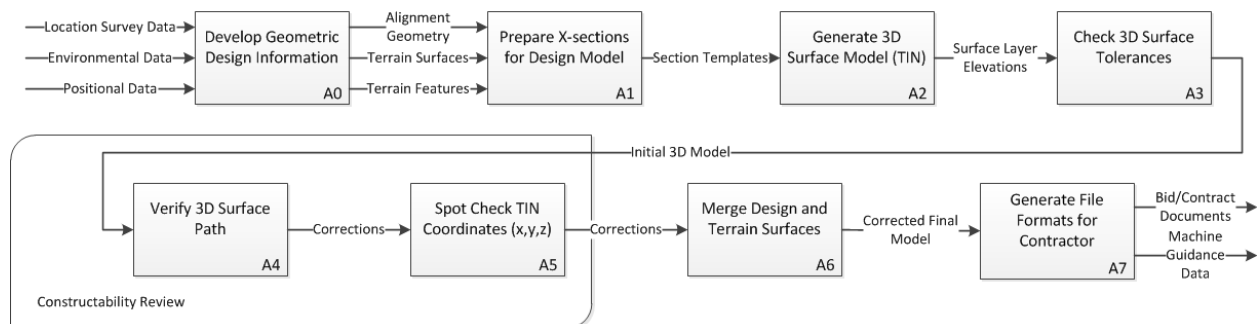 Location Survey Data
Environmental Data
Positional Data
Develop Geometric
Design Information
A0
Alignment
Geometry
Terrain Surfaces
Terrain Features
Prepare X-sections
for Design Model
A1
Section Templates
Generate 3D
Surface Model (TIN)
A2
Surface Layer
Elevations
Check 3D Surface
Tolerances
A3
Initial 3D Model
Verify 3D Surface
Path
A4
Corrections
Spot Check TIN
Coordinates (x,y,z)
A5
Corrections
Merge Design and
Terrain Surfaces
A6
Corrected Final
Model
Generate File
Formats for
Contractor
A7
Bid/Contract
Documents
Machine
Guidance
Data
Constructability Review